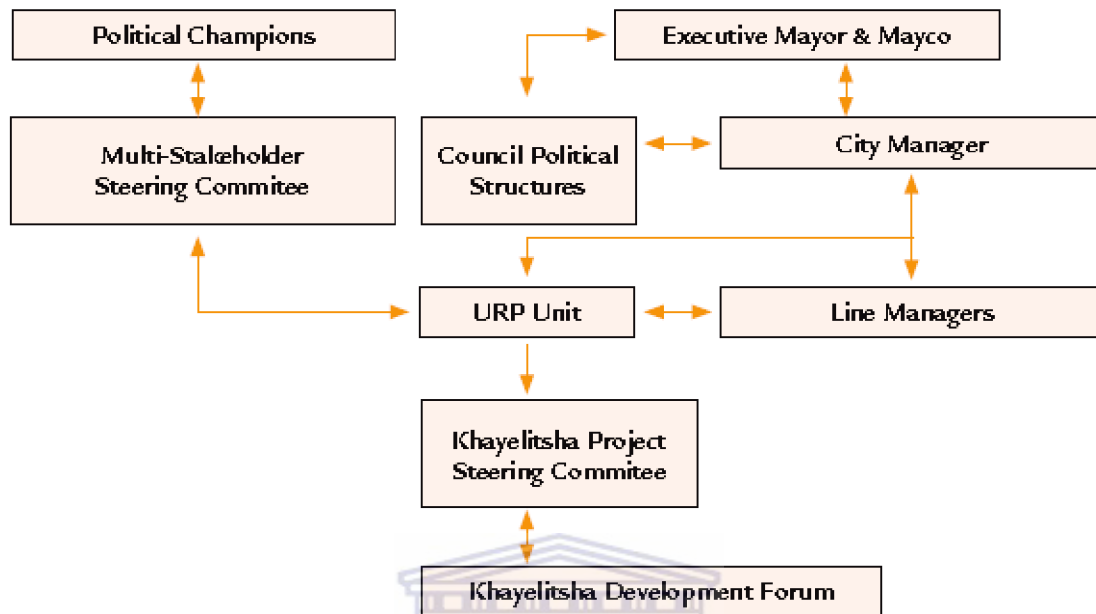 Political Champions
Executive Mayor & Mayco
Multi-Stakeholder
Steering Commitee
Council Political
Structures
City Manager
URP Unit
Line Managers
Khayelitsha Project
Steering Commitee
Khayelitsha Development Forum